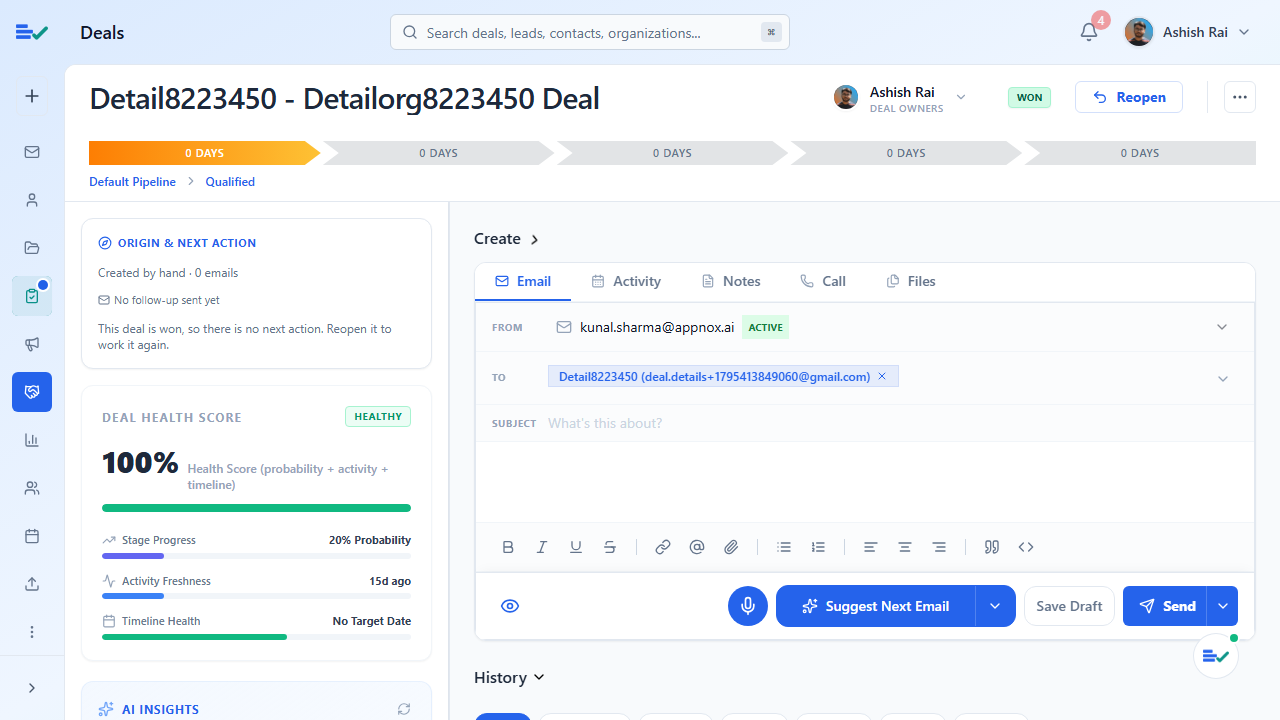 Deals
Search deals, leads, contacts, organizations...
⌘
4
Ashish Rai
Detail8223450 - Detailorg8223450 Deal
Ashish Rai
DEAL OWNERS
WON
Reopen
0 DAYS
0 DAYS
0 DAYS
0 DAYS
0 DAYS
Default Pipeline
Qualified
ORIGIN & NEXT ACTION
Created by hand · 0 emails
No follow-up sent yet
This deal is won, so there is no next action. Reopen it to
work it again.
DEAL HEALTH SCORE
HEALTHY
100%
Health Score (probability + activity +
timeline)
Stage Progress
20% Probability
Activity Freshness
15d ago
Timeline Health
No Target Date
AI INSIGHTS
Create
Email
Activity
Notes
Call
Files
FROM
kunal.sharma@appnox.ai
ACTIVE
TO
Detail8223450 (deal.details+1795413849060@gmail.com)
SUBJECT
What's this about?
Suggest Next Email
Save Draft
Send
History